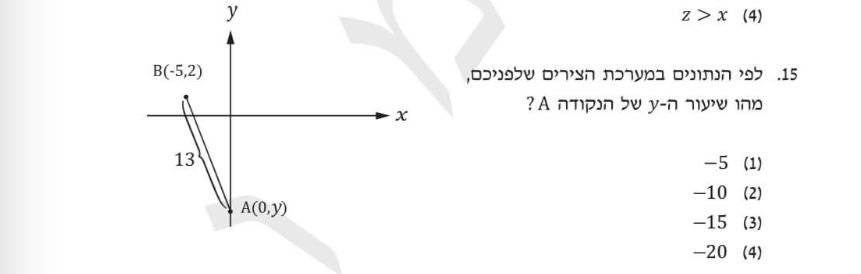 z > x (4)
15. לפי הנתונים במערכת הצירים שלפניכם,
מהו שיעור ה-y של הנקודה A?
−5 (1)
−10 (2)
−15 (3)
−20 (4)
y
B(-5,2)
x
13
A(0,y)